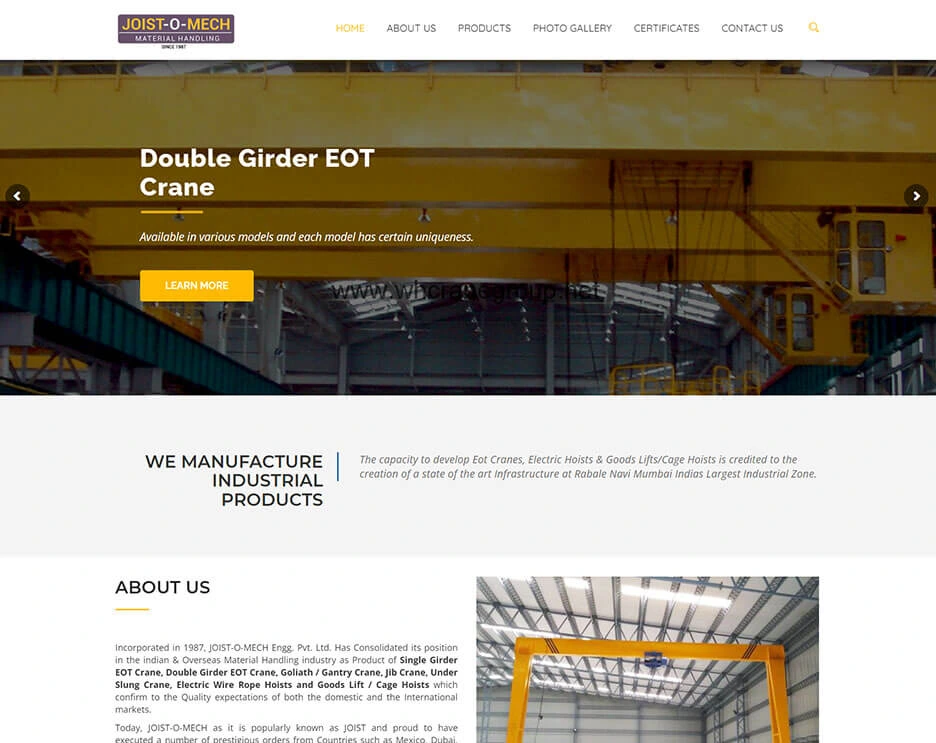 JOIST-O-MECH
MATERIAL HANDLING
SINCE 1987
HOME ABOUT US PRODUCTS PHOTO GALLERY CERTIFICATES CONTACT US
Double Girder EOT
Crane
Available in various models and each model has certain uniqueness.
LEARN MORE
www.whcranegroup.net
WE MANUFACTURE
INDUSTRIAL
PRODUCTS
The capacity to develop Eot Cranes, Electric Hoists & Goods Lifts/Cage Hoists is credited to the
creation of a state of the art Infrastructure at Rabale Navi Mumbai Indias Largest Industrial Zone.
ABOUT US
Incorporated in 1987, JOIST-O-MECH Engg. Pvt. Ltd. Has Consolidated its position
in the indian & Overseas Material Handling industry as Product of Single Girder
EOT Crane, Double Girder EOT Crane, Goliath / Gantry Crane, Jib Crane, Under
Slung Crane, Electric Wire Rope Hoists and Goods Lift / Cage Hoists which
confirm to the Quality expectations of both the domestic and the International
markets.
Today, JOIST-O-MECH as it is popularly known as JOIST and proud to have
executed a number of prestigious orders from Countries such as Mexico, Dubai,